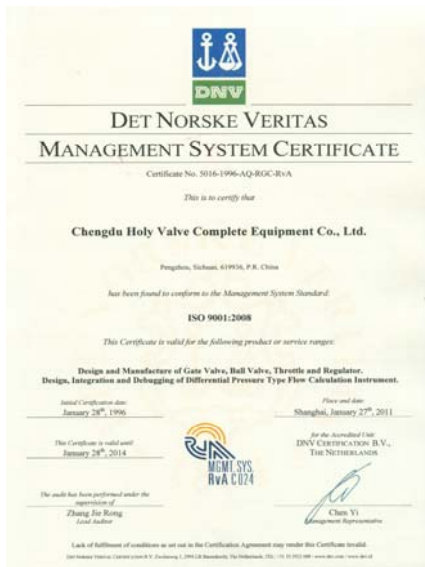 DNV
DET NORSKE VERITAS
MANAGEMENT SYSTEM CERTIFICATE
Certificate No. 5016-1996-AQ-RGC-RvA
This is to certify that
Chengdu Holy Valve Complete Equipment Co., Ltd.
Pengzhou, Sichuan, 619936, P.R. China
has been found to conform to the Management System Standard:
ISO 9001:2008
This Certificate is valid for the following product or service ranges:
Design and Manufacture of Gate Valve, Ball Valve, Throttle and Regulator.
Design, Integration and Debugging of Differential Pressure Type Flow Calculation Instrument.
Initial Certification date:
January 28th, 1996
Place and date:
Shanghai, January 27th, 2011
This Certificate is valid until:
January 28th, 2014
for the Accredited Unit:
DNV CERTIFICATION B.V.,
THE NETHERLANDS
MGMT. SYS.
RvA C024
The audit has been performed under the
supervision of
Zhang Jie Rong
Lead Auditor
Chen Yi
Management Representative
Lack of fulfilment of conditions as set out in the Certification Agreement may render this Certificate invalid.